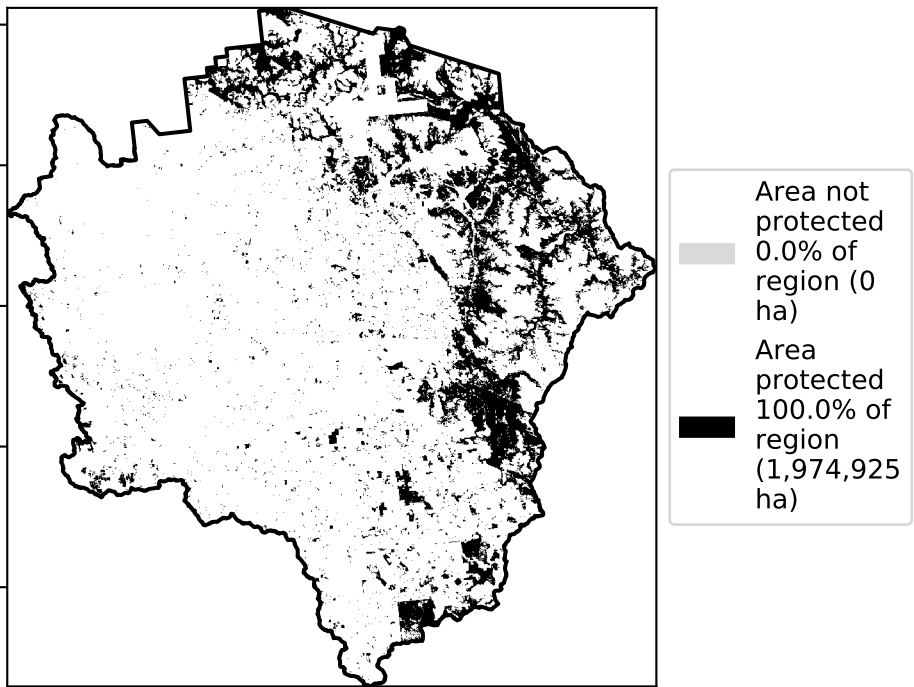 Area not
protected
0.0% of
region (0
ha)
Area
protected
100.0% of
region
(1,974,925
ha)